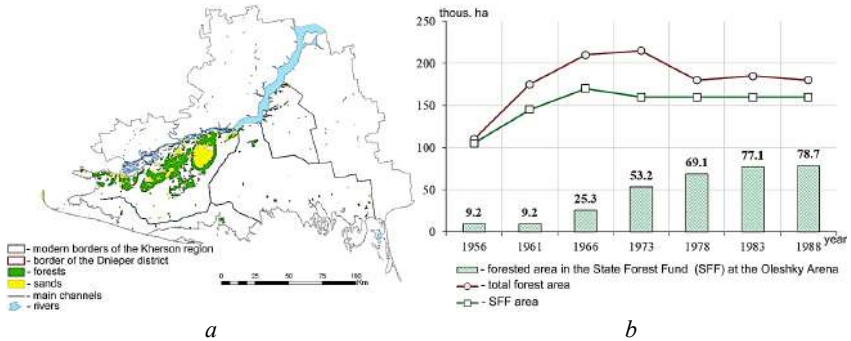 - modern borders of the Kherson region
- border of the Dnieper district
- forests
- sands
- main channels
- rivers
0 25 50 100
Km
a
thous. ha
250
200
150
100
50
0
9.2 9.2 25.3 53.2 69.1 77.1 78.7
1956 1961 1966 1973 1978 1983 1988 year
- forested area in the State Forest Fund (SFF) at the Oleshky Arena
- total forest area
- SFF area
b